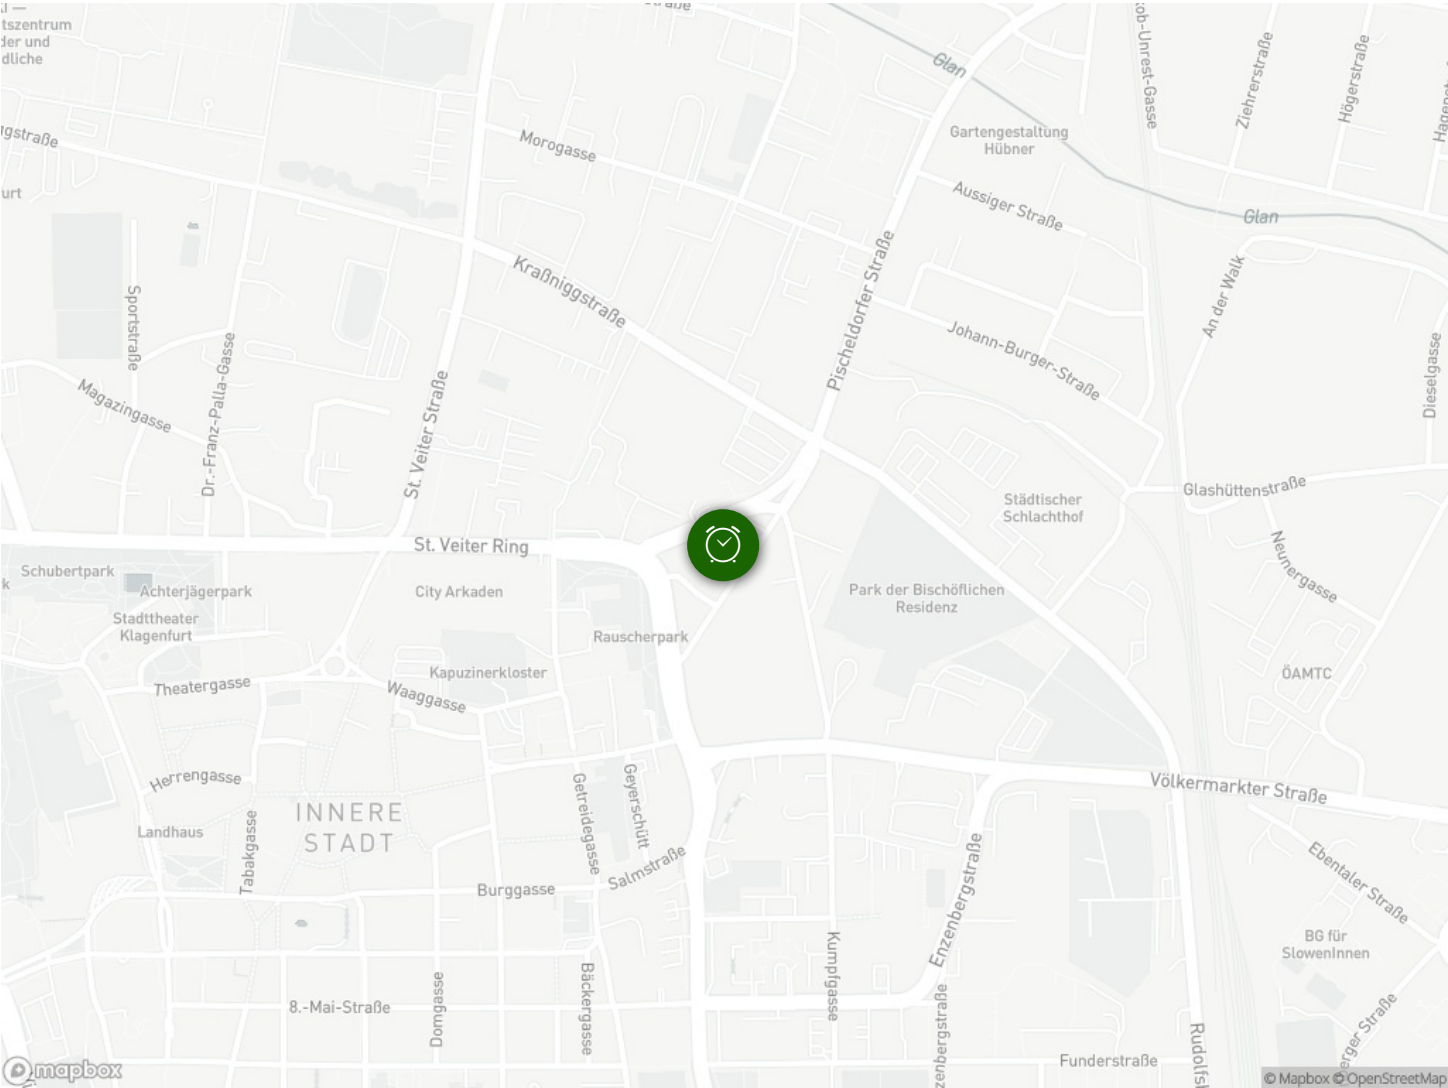 Glan
Gartengestaltung
Hübner
Morogasse
Aussiger Straße
Ziehrerstraße
Högerstraße
Glan
Kraßniggstraße
Pischeldorfer Straße
An der Walk
Sportstraße
Johann-Burger-Straße
Dieselgasse
Magazingasse
Dr.-Franz-Palla-Gasse
St. Veiter Straße
Städtischer
Schlachthof
Glashüttenstraße
St. Veiter Ring
Neunergasse
Schubertpark
Achterjägerpark
City Arkaden
Park der Bischöflichen
Residenz
Stadttheater
Klagenfurt
Rauscherpark
Kapuzinerkloster
ÖAMTC
Theatergasse
Waaggasse
Herrengasse
Getreidegasse
Geyerschütt
Völkermarkter Straße
INNERE
STADT
Landhaus
Tabakgasse
Salmstraße
Burggasse
Enzenbergstraße
Ebentaler Straße
BG für
SlowenInnen
Kumpfgasse
Bäckergasse
8.-Mai-Straße
Domgasse
Funderstraße
mapbox
© Mapbox © OpenStreetMap